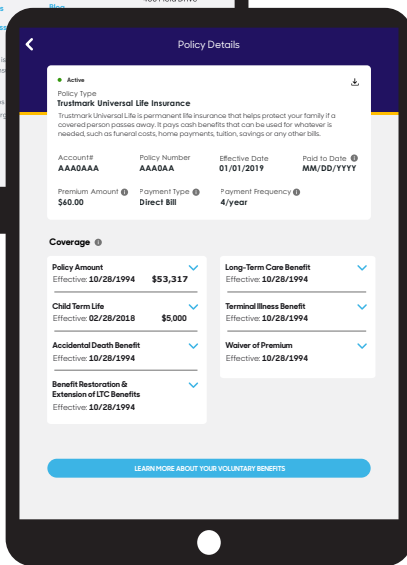 Blog
Policy Details
Active
Policy Type
Trustmark Universal Life Insurance
Trustmark Universal Life is permanent life insurance that helps protect your family if a
covered person passes away. It pays cash benefits that can be used for whatever is
needed, such as funeral costs, home payments, tuition, savings or any other bills.
Account# Policy Number Effective Date Paid to Date
AAA0AAA AAA0AA 01/01/2019 MM/DD/YYYY
Premium Amount Payment Type Payment Frequency
$60.00 Direct Bill 4/year
Coverage
Policy Amount
Effective: 10/28/1994 $53,317
Child Term Life
Effective: 02/28/2018 $5,000
Accidental Death Benefit
Effective: 10/28/1994
Benefit Restoration &
Extension of LTC Benefits
Effective: 10/28/1994
Long-Term Care Benefit
Effective: 10/28/1994
Terminal Illness Benefit
Effective: 10/28/1994
Waiver of Premium
Effective: 10/28/1994
LEARN MORE ABOUT YOUR VOLUNTARY BENEFITS